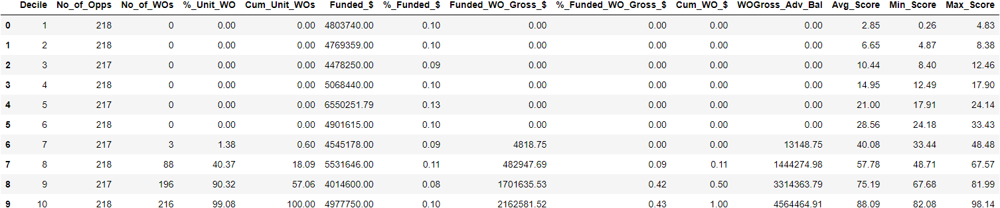 Decile No_of_Opps No_of_WOs %_Unit_WO Cum_Unit_WOs Funded_$ %_Funded_$ Funded_WO_Gross_$ %_Funded_WO_Gross_$ Cum_WO_$ WOGross_Adv_Bal Avg_Score Min_Score Max_Score
0 1 218 0 0.00 0.00 4803740.00 0.10 0.00 0.00 0.00 0.00 2.85 0.26 4.83
1 2 218 0 0.00 0.00 4769359.00 0.10 0.00 0.00 0.00 0.00 6.65 4.87 8.38
2 3 217 0 0.00 0.00 4478250.00 0.09 0.00 0.00 0.00 0.00 10.44 8.40 12.46
3 4 218 0 0.00 0.00 5068440.00 0.10 0.00 0.00 0.00 0.00 14.95 12.49 17.90
4 5 217 0 0.00 0.00 6550251.79 0.13 0.00 0.00 0.00 0.00 21.00 17.91 24.14
5 6 218 0 0.00 0.00 4901615.00 0.10 0.00 0.00 0.00 0.00 28.56 24.18 33.43
6 7 217 3 1.38 0.60 4545178.00 0.09 4818.75 0.00 0.00 13148.75 40.08 33.44 48.48
7 8 218 88 40.37 18.09 5531646.00 0.11 482947.69 0.09 0.11 1444274.98 57.78 48.71 67.57
8 9 217 196 90.32 57.06 4014600.00 0.08 1701635.53 0.42 0.50 3314363.79 75.19 67.68 81.99
9 10 218 216 99.08 100.00 4977750.00 0.10 2162581.52 0.43 1.00 4564464.91 88.09 82.08 98.14